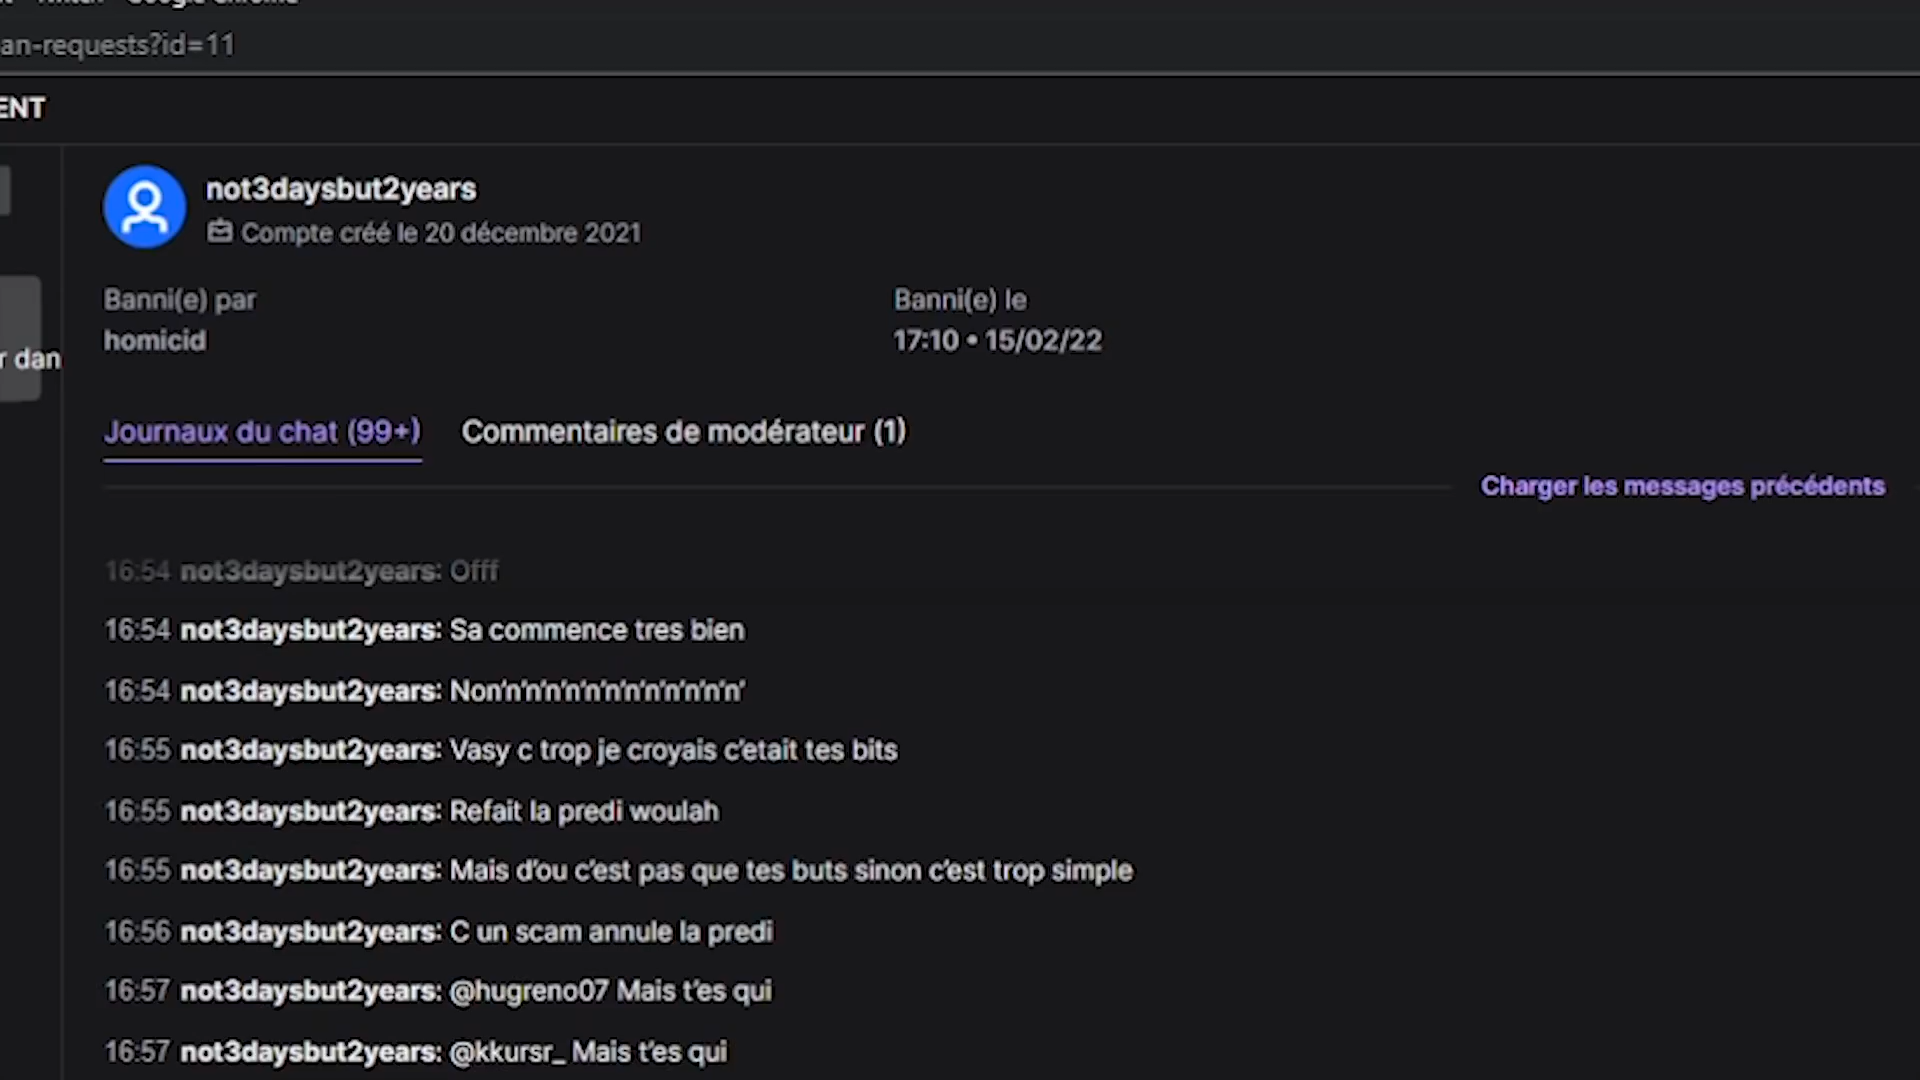 an-requests?id=11
ENT
not3daysbut2years
Compte créé le 20 décembre 2021
Banni(e) par
Banni(e) le
homicid
17:10 • 15/02/22
r dan
Journaux du chat (99+)
Commentaires de modérateur (1)
Charger les messages précédents
16:54 not3daysbut2years: Offf
16:54 not3daysbut2years: Sa commence tres bien
16:54 not3daysbut2years: Non'n'n'n'n'n'n'n'n'n'n'n'n'
16:55 not3daysbut2years: Vasy c trop je croyais c'etait tes bits
16:55 not3daysbut2years: Refait la predi woulah
16:55 not3daysbut2years: Mais d'ou c'est pas que tes buts sinon c'est trop simple
16:56 not3daysbut2years: C un scam annule la predi
16:57 not3daysbut2years: @hugreno07 Mais t'es qui
16:57 not3daysbut2years: @kkursr_ Mais t'es qui